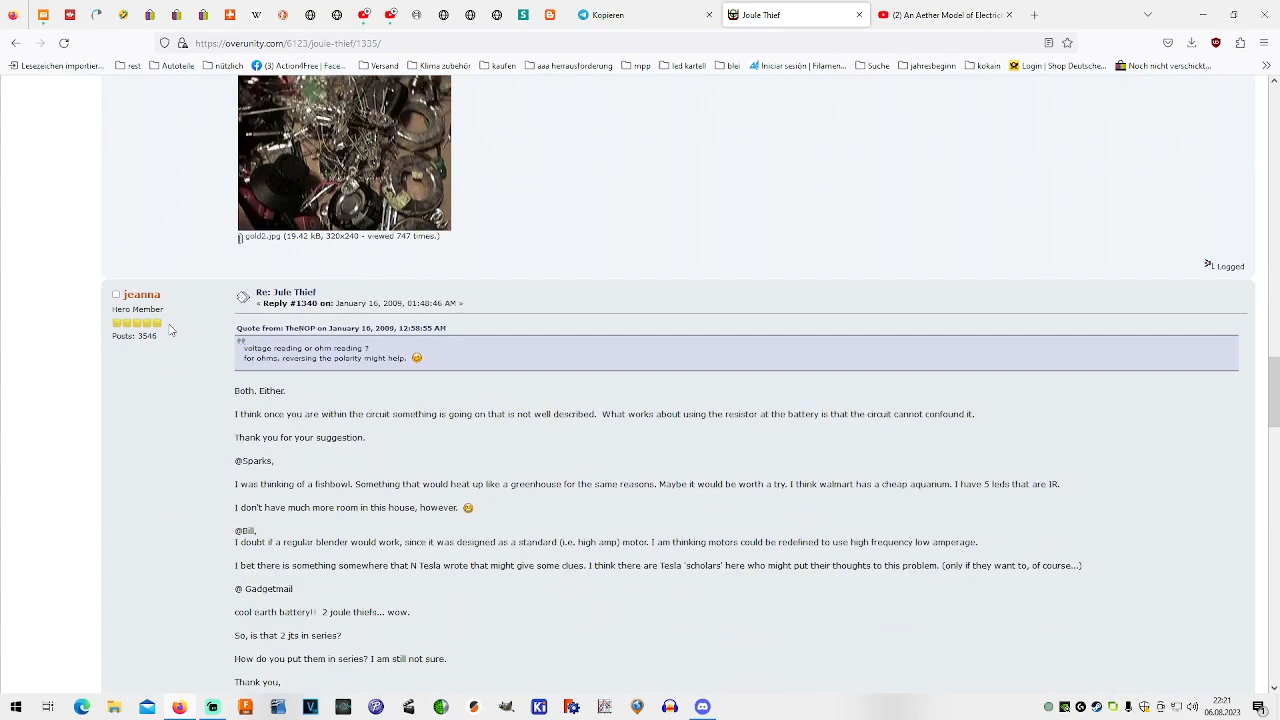 Kopieren
Joule Thief
(2) An Aether Model of Electrici
https://overunity.com/6123/joule-thief/1335/
Lesezeichen importier...
rest
Autoteile
nützlich
(3) Action4Free | Face...
Versand
Klima zubehör
kaufen
aaa herrausforderung
mpp
led kartell
blei
Iniciar sesión | Filamen...
Suche
jahresbeginn
kokain
Login | Shop Deutsche...
Noch nicht verschickt...
gold2.jpg (19.42 kB, 320x240 - viewed 747 times.)
Logged
jeanna
Hero Member
Posts: 3546
Re: Jule Thief
« Reply #1340 on: January 16, 2009, 01:48:46 AM »
Quote from: TheNOP on January 16, 2009, 12:58:55 AM
voltage reading or ohm reading ?
for ohms, reversing the polarity might help.
Both. Either.
I think once you are within the circuit something is going on that is not well described. What works about using the resistor at the battery is that the circuit cannot confound it.
Thank you for your suggestion.
@Sparks,
I was thinking of a fishbowl. Something that would heat up like a greenhouse for the same reasons. Maybe it would be worth a try. I think walmart has a cheap aquarium. I have 5 leds that are IR.
I don't have much more room in this house, however.
@Bill,
I doubt if a regular blender would work, since it was designed as a standard (i.e. high amp) motor. I am thinking motors could be redefined to use high frequency low amperage.
I bet there is something somewhere that N Tesla wrote that might give some clues. I think there are Tesla 'scholars' here who might put their thoughts to this problem. (only if they want to, of course...)
@ Gadgetmall
cool earth battery!! 2 joule thiefs... wow.
So, is that 2 jts in series?
How do you put them in series? I am still not sure.
Thank you,
22:21
06.08.2023